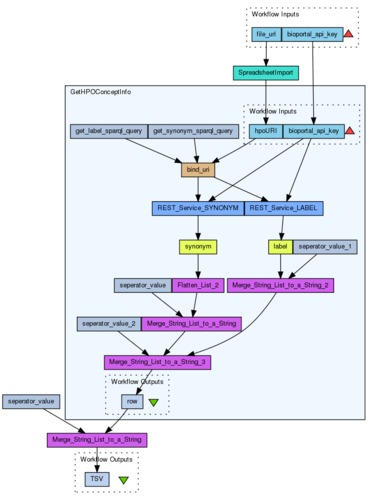 Workflow Inputs
file_url bioportal_api_key
SpreadsheetImport
GetHPOConceptInfo
Workflow Inputs
get_label_sparql_query get_synonym_sparql_query hpoURI bioportal_api_key
bind_uri
REST_Service_SYNONYM REST_Service_LABEL
synonym label seperator_value_1
seperator_value Flatten_List_2 Merge_String_List_to_a_String_2
seperator_value_2 Merge_String_List_to_a_String
Merge_String_List_to_a_String_3
Workflow Outputs
seperator_value row
Merge_String_List_to_a_String
Workflow Outputs
TSV